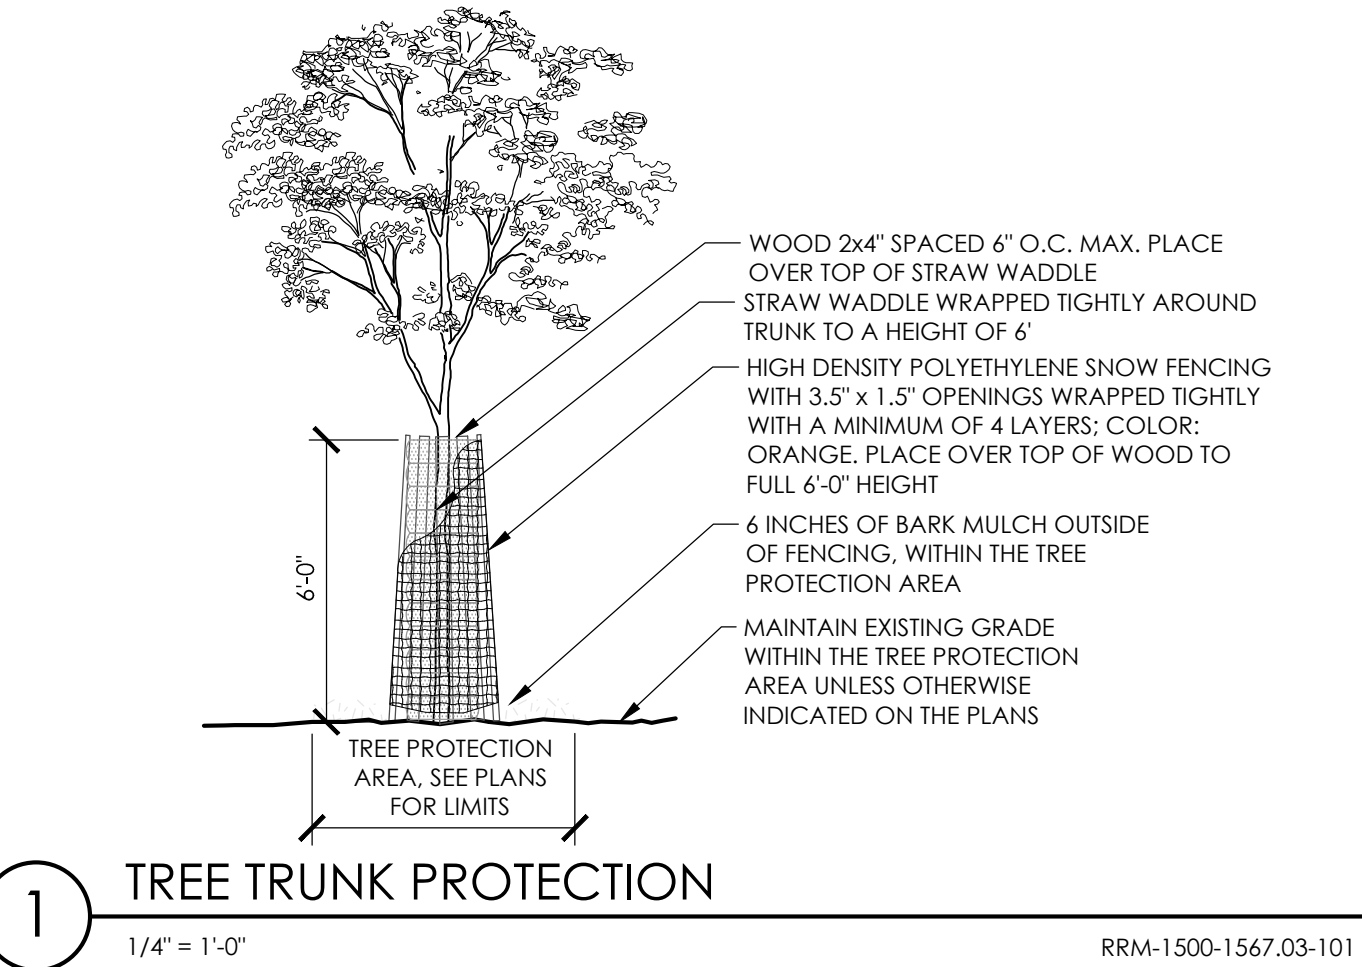 WOOD 2x4" SPACED 6" O.C. MAX. PLACE
OVER TOP OF STRAW WADDLE
STRAW WADDLE WRAPPED TIGHTLY AROUND
TRUNK TO A HEIGHT OF 6'
HIGH DENSITY POLYETHYLENE SNOW FENCING
WITH 3.5" x 1.5" OPENINGS WRAPPED TIGHTLY
WITH A MINIMUM OF 4 LAYERS; COLOR:
ORANGE. PLACE OVER TOP OF WOOD TO
FULL 6'-0" HEIGHT
6 INCHES OF BARK MULCH OUTSIDE
OF FENCING, WITHIN THE TREE
PROTECTION AREA
MAINTAIN EXISTING GRADE
WITHIN THE TREE PROTECTION
AREA UNLESS OTHERWISE
INDICATED ON THE PLANS
6'-0"
TREE PROTECTION
AREA, SEE PLANS
FOR LIMITS
1
TREE TRUNK PROTECTION
1/4" = 1'-0"
RRM-1500-1567.03-101